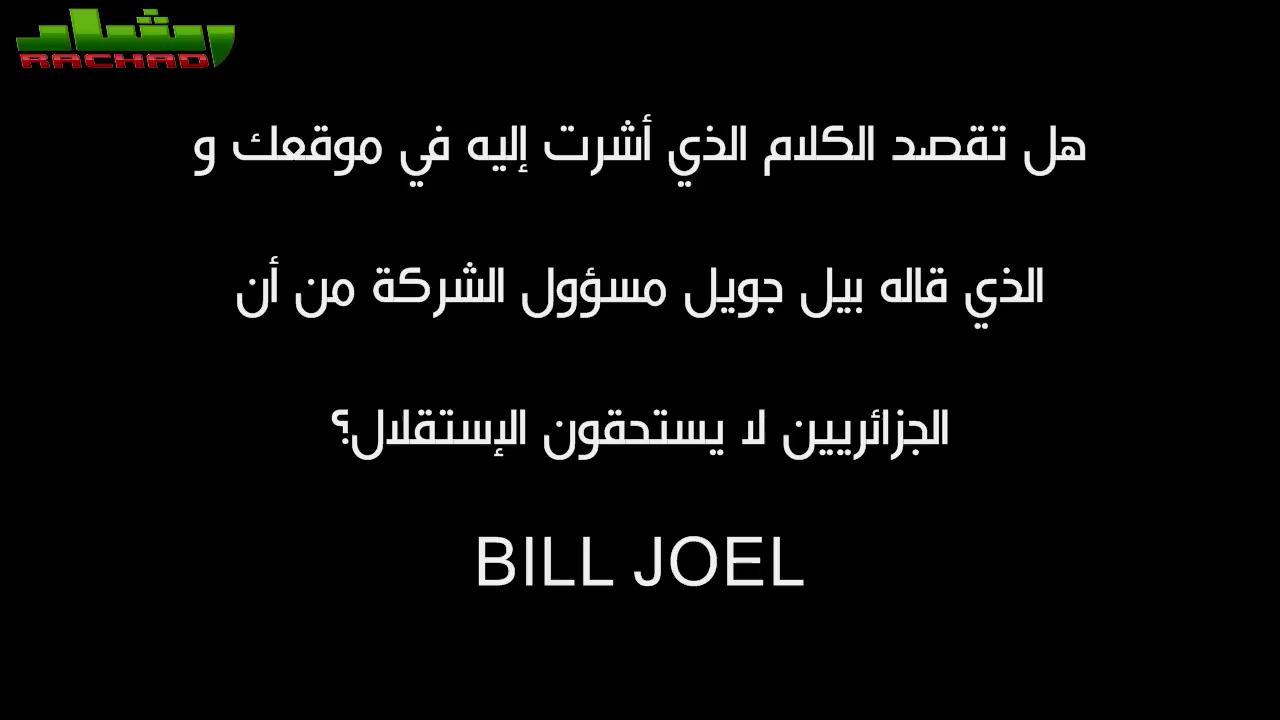 رشاد
RACHAD
هل تقصد الكلام الذي أشرت إليه في موقعك و
الذي قاله بيل جويل مسؤول الشركة من أن
الجزائريين لا يستحقون الإستقلال؟
BILL JOEL